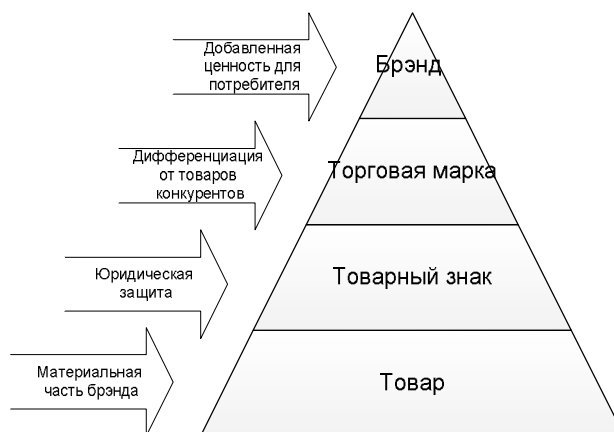 Добавленная
ценность для
потребителя
Брэнд
Дифференциация
от товаров
конкурентов
Торговая марка
Юридическая
защита
Товарный знак
Материальная
часть брэнда
Товар